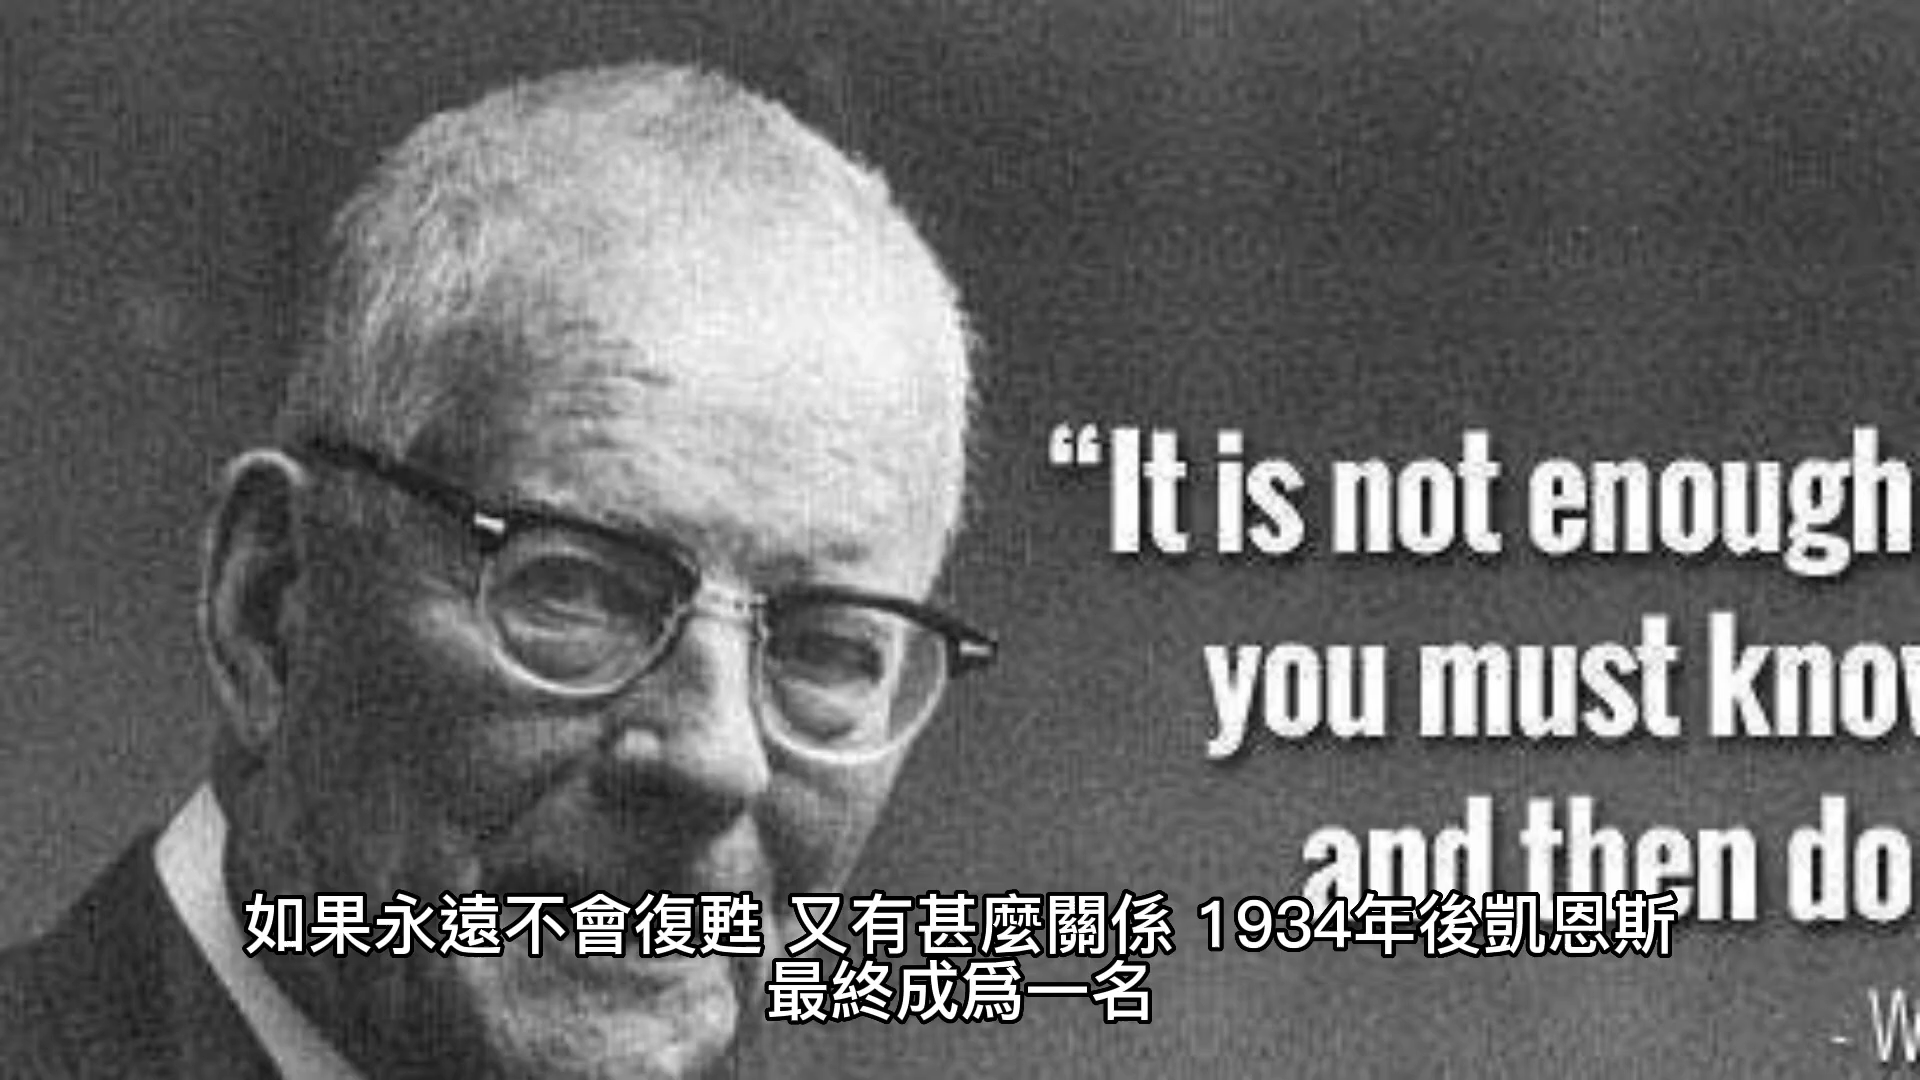 “It is not enough
you must know
and then do
- W
如果永遠不會復甦 又有甚麼關係 1934年後凱恩斯
最終成爲一名